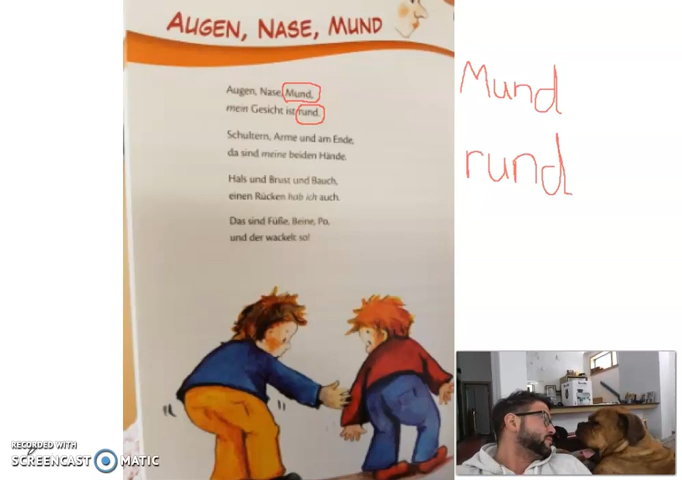 AUGEN, NASE, MUND
Augen, Nase, Mund,
mein Gesicht ist rund.
Schultern, Arme und am Ende,
da sind meine beiden Hände.
Hals und Brust und Bauch,
einen Rücken hab ich auch.
Das sind Füße, Beine, Po,
und der wackelt so!
Mund
rund
RECORDED WITH
SCREENCAST O MATIC